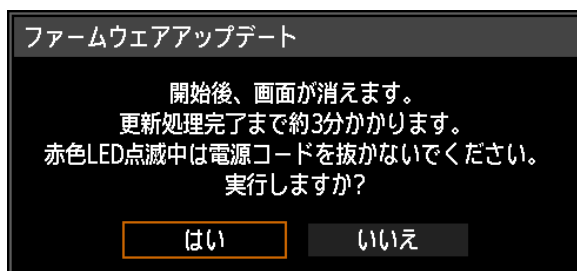 ファームウェアアップデート
開始後、画面が消えます。
更新処理完了まで約3分かかります。
赤色LED点滅中は電源コードを抜かないでください。
実行しますか?
はい いいえ